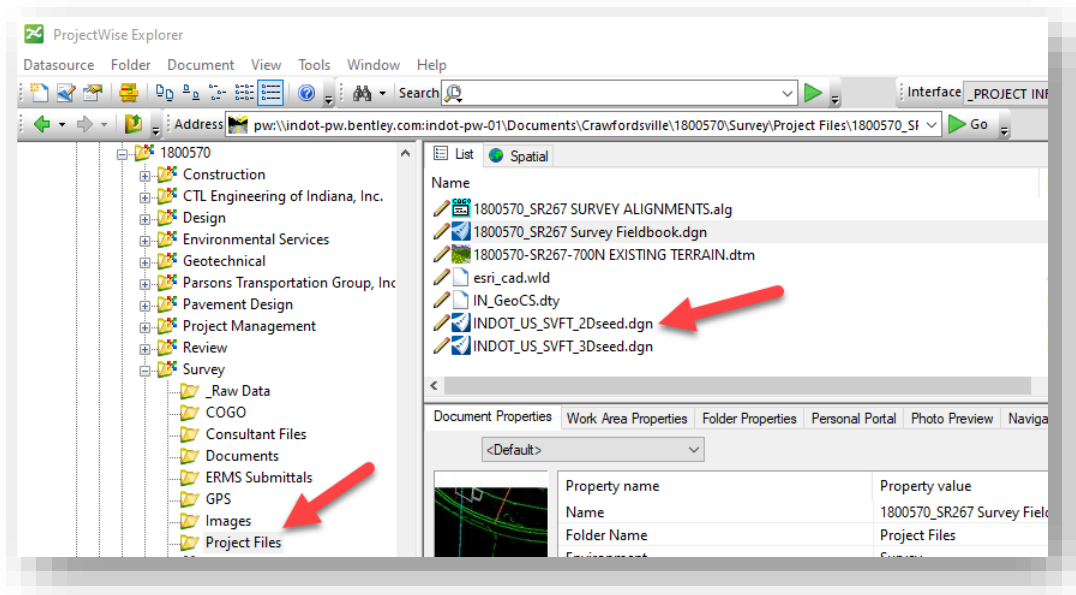 ProjectWise Explorer
Datasource Folder Document View Tools Window Help
Search Interface _PROJECT INF
Address pw:\\indot-pw.bentley.com:indot-pw-01\Documents\Crawfordsville\1800570\Survey\Project Files\1800570_SF Go
1800570
Construction
CTL Engineering of Indiana, Inc.
Design
Environmental Services
Geotechnical
Parsons Transportation Group, Inc
Pavement Design
Project Management
Review
Survey
_Raw Data
COGO
Consultant Files
Documents
ERMS Submittals
GPS
Images
Project Files
List Spatial
Name
1800570_SR267 SURVEY ALIGNMENTS.alg
1800570_SR267 Survey Fieldbook.dgn
1800570-SR267-700N EXISTING TERRAIN.dtm
esri_cad.wld
IN_GeoCS.dty
INDOT_US_SVFT_2Dseed.dgn
INDOT_US_SVFT_3Dseed.dgn
Document Properties Work Area Properties Folder Properties Personal Portal Photo Preview Naviga
<Default>
Property name Property value
Name 1800570_SR267 Survey Field
Folder Name Project Files
Environment Survey